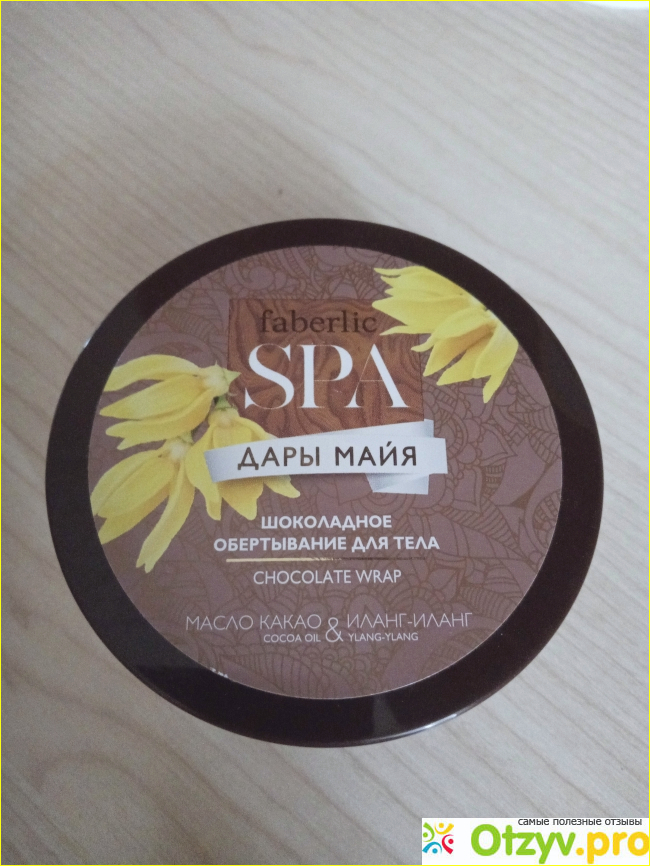 faberlic
SPA
ДАРЫ МАЙЯ
ШОКОЛАДНОЕ
ОБЕРТЫВАНИЕ ДЛЯ ТЕЛА
CHOCOLATE WRAP
МАСЛО КАКАО & ИЛАНГ-ИЛАНГ
COCOA OIL YLANG-YLANG
самые полезные отзывы
Otzyv.pro